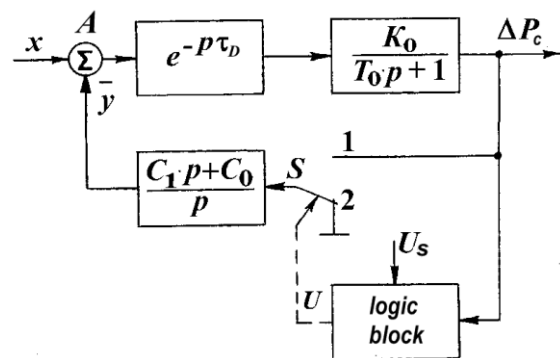 A
x
Σ
y
e^{-pτ_D}
K_0
T_0·p+1
ΔP_c
C_1·p+C_0
p
S
1
2
U_s
U
logic
block